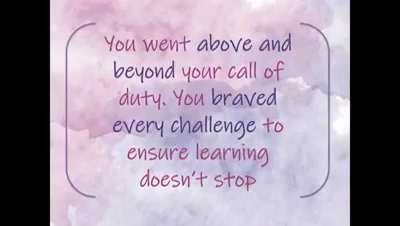 You went above and
beyond your call of
duty. You braved
every challenge to
ensure learning
doesn't stop